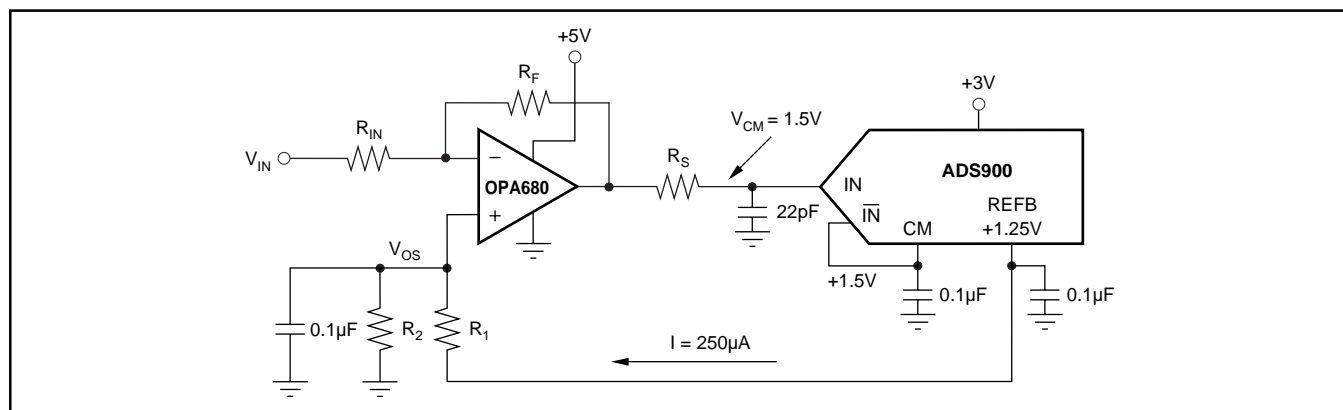 +5V
R_F
+3V
R_IN
V_CM = 1.5V
V_IN
−
R_S
ADS900
OPA680
IN
REFB
+
22pF
I̅N̅
CM
+1.25V
V_OS
+1.5V
0.1µF
R_2
R_1
0.1µF
0.1µF
I = 250µA